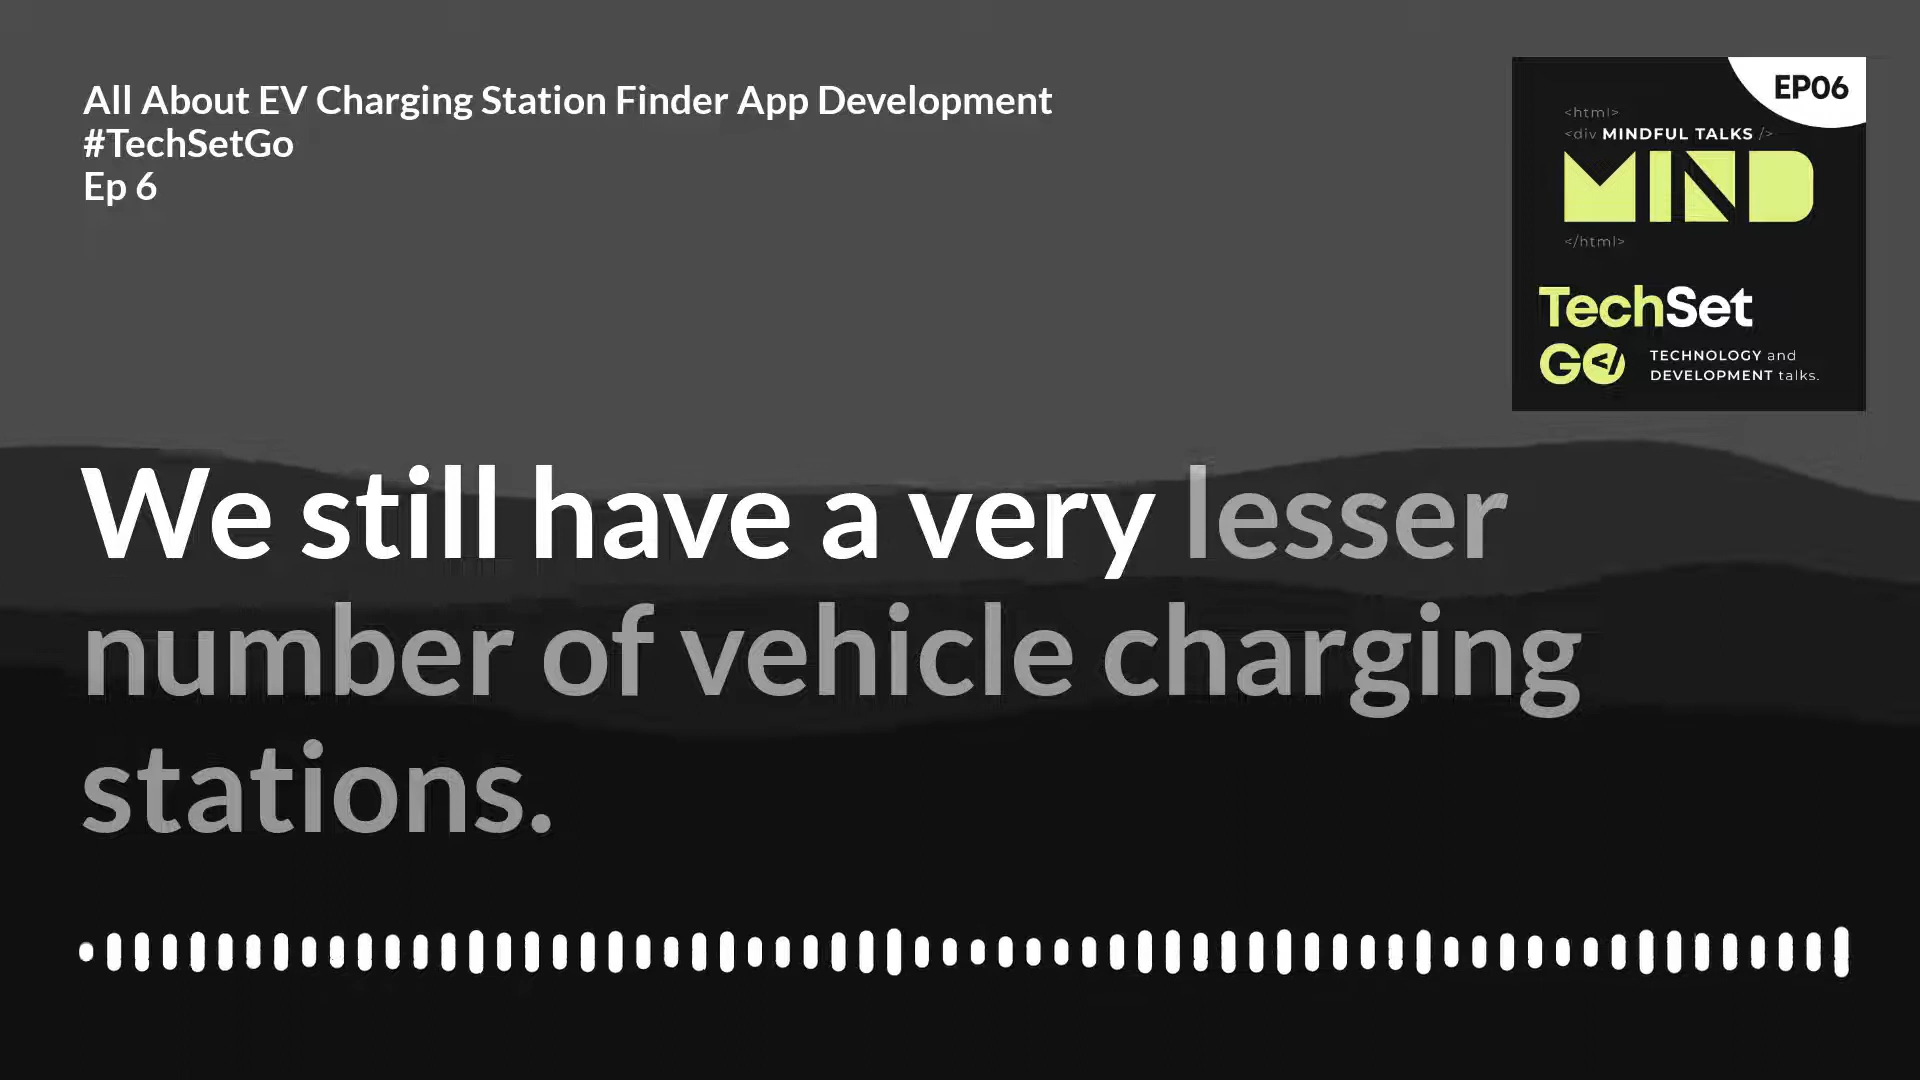 All About EV Charging Station Finder App Development
#TechSetGo
Ep 6
EP06
<html>
<div MINDFUL TALKS />
MIND
</html>
TechSet
GO </>
TECHNOLOGY and
DEVELOPMENT talks.
We still have a very lesser
number of vehicle charging
stations.